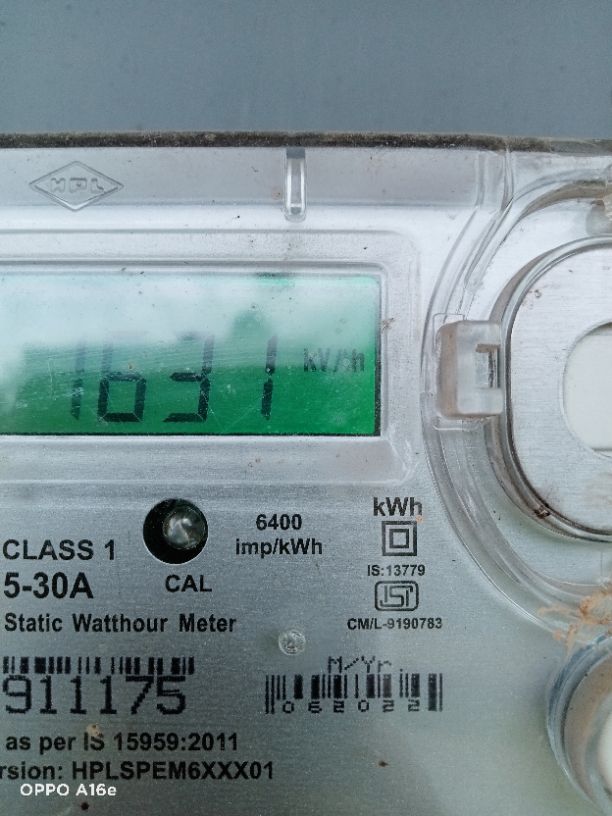 HPL
1631 kWh
CLASS 1
5-30A
CAL
6400
imp/kWh
kWh
IS:13779
CM/L-9190783
Static Watthour Meter
911175
M/Yr
062022
as per IS 15959:2011
rsion: HPLSPEM6XXX01
OPPO A16e